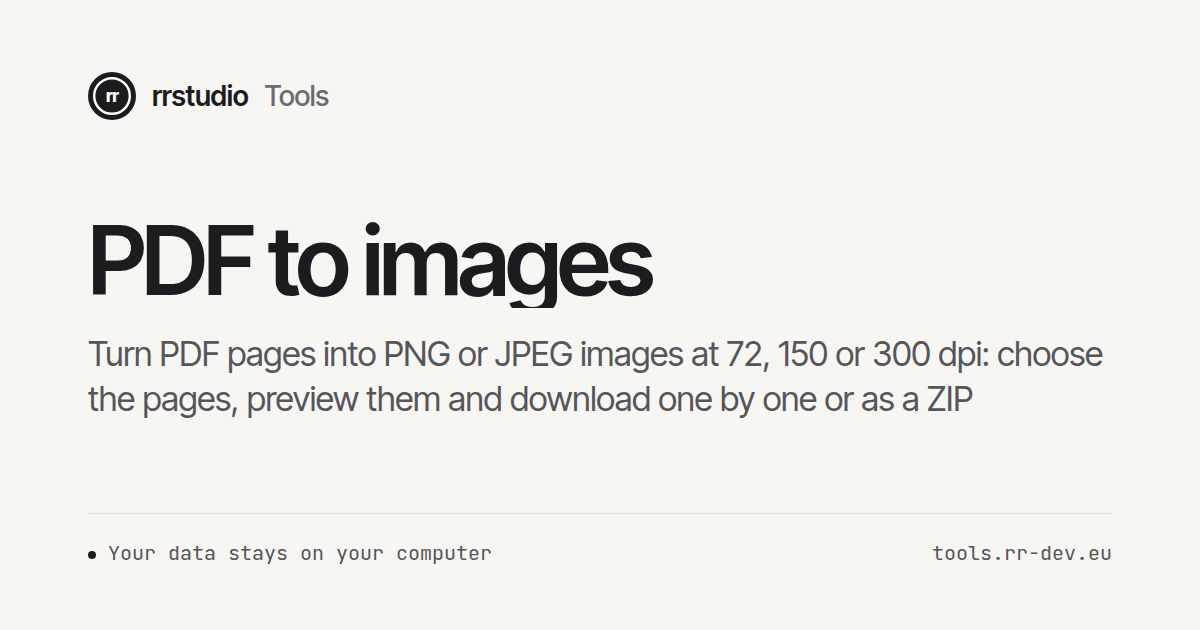 rr rrstudio Tools
PDF to images
Turn PDF pages into PNG or JPEG images at 72, 150 or 300 dpi: choose
the pages, preview them and download one by one or as a ZIP
Your data stays on your computer
tools.rr-dev.eu